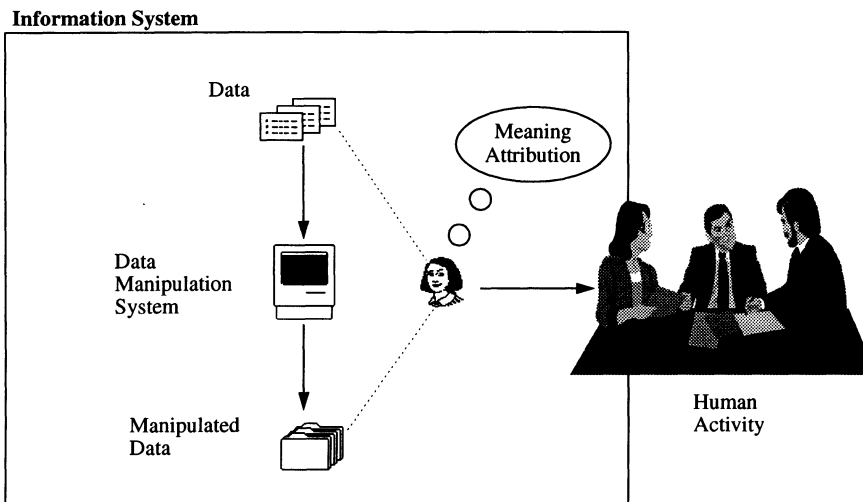 Information System
Data
Meaning
Attribution
Data
Manipulation
System
Manipulated
Data
Human
Activity